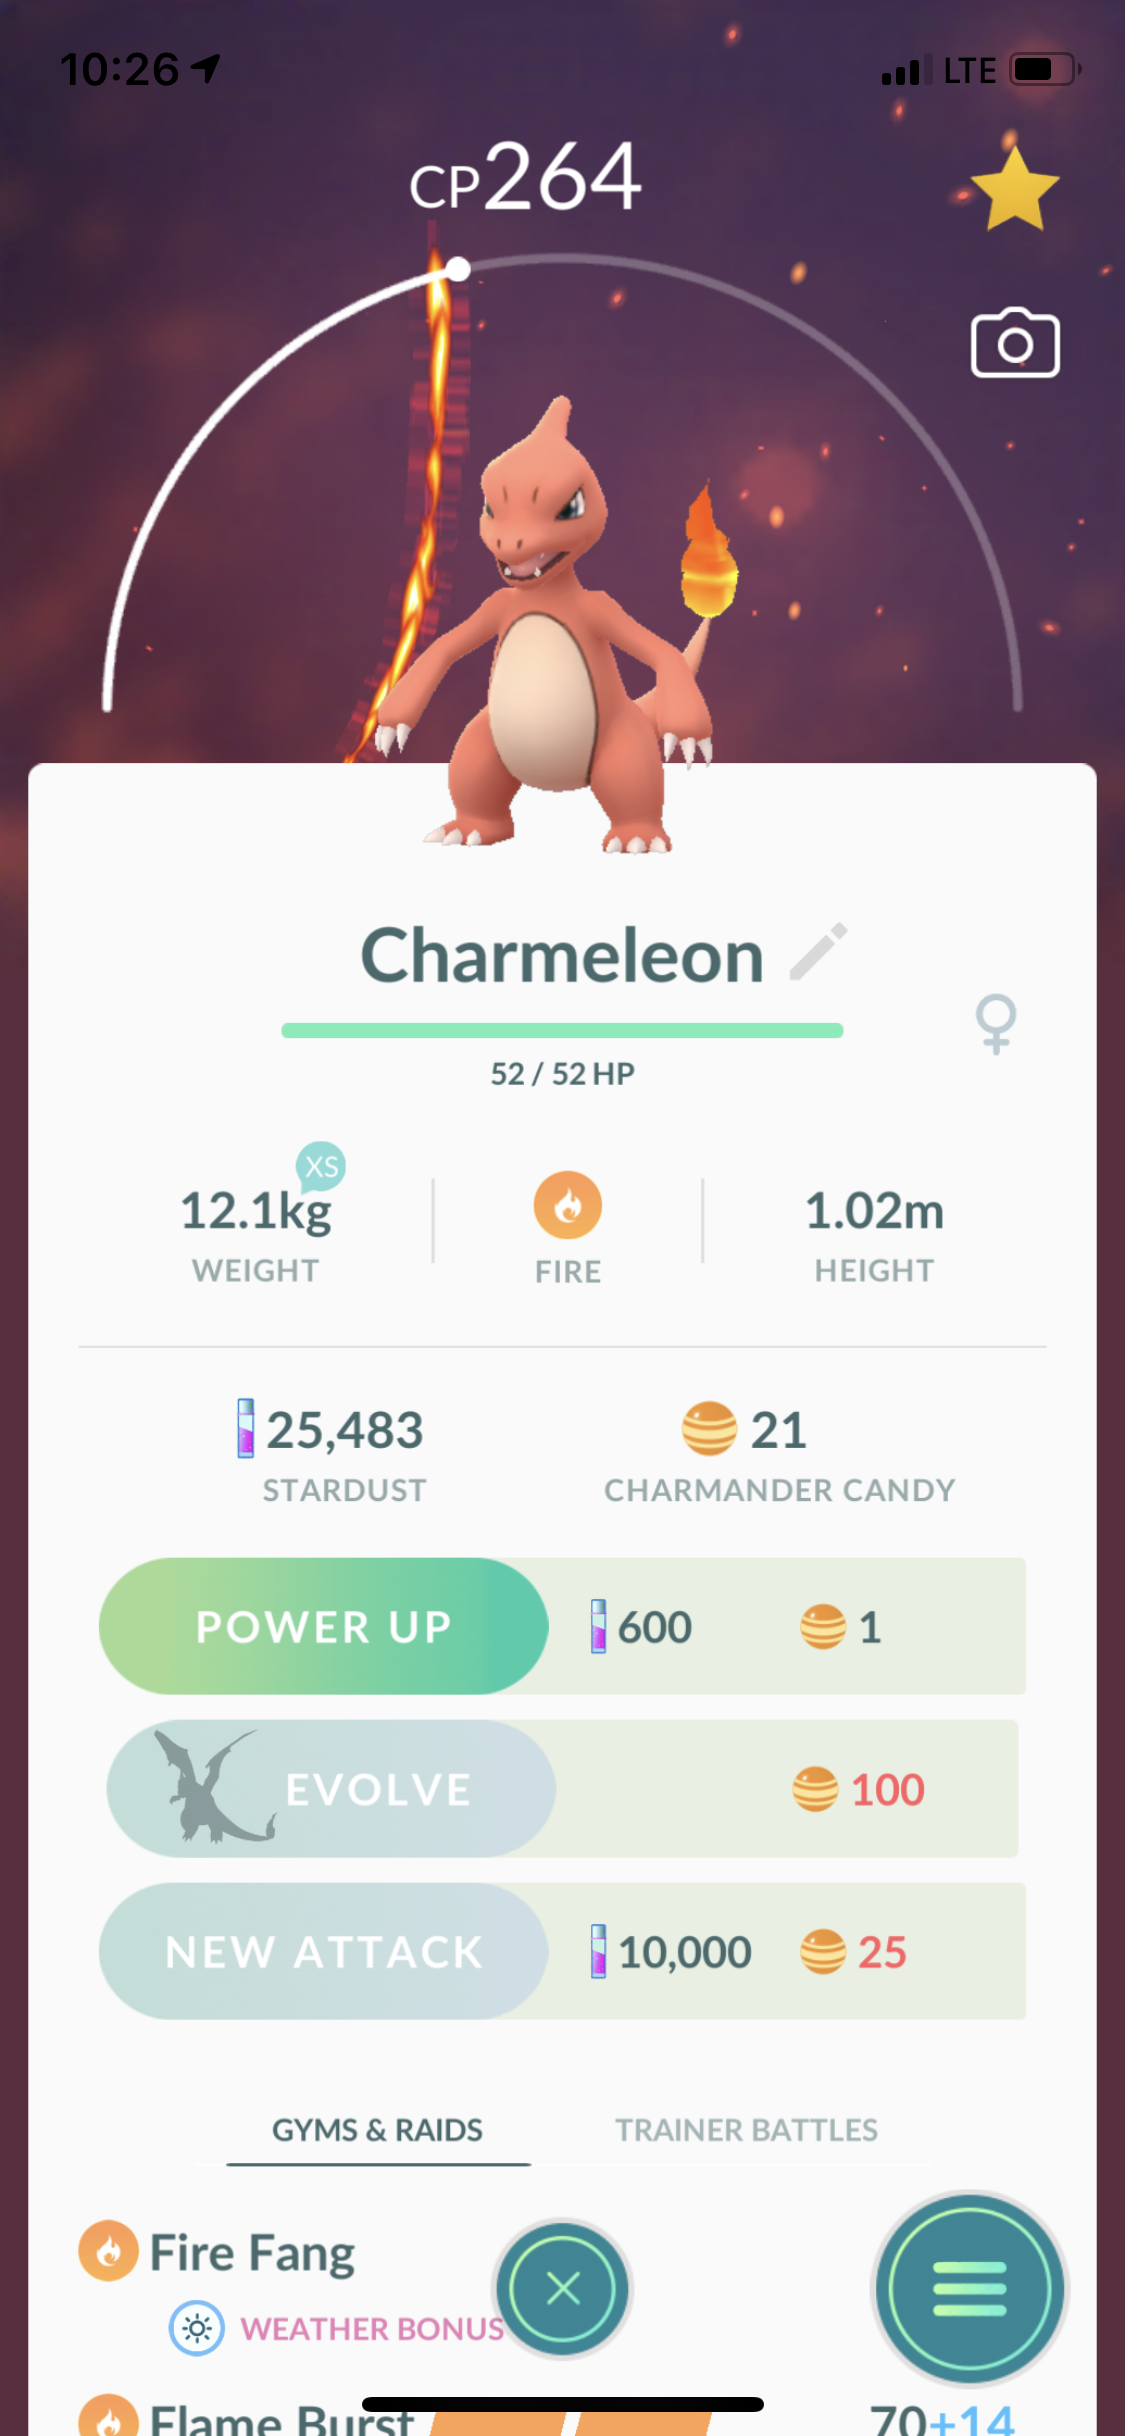 10:26 LTE
CP264
Charmeleon
52 / 52 HP
XS
12.1kg 1.02m
WEIGHT FIRE HEIGHT
25,483 21
STARDUST CHARMANDER CANDY
POWER UP 600 1
EVOLVE 100
NEW ATTACK 10,000 25
GYMS & RAIDS TRAINER BATTLES
Fire Fang
WEATHER BONUS
Flame Burst 70+14